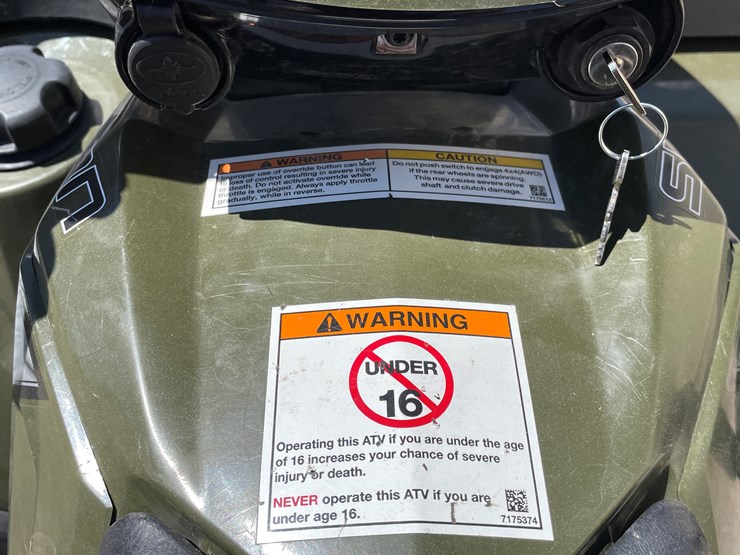 WARNING
Improper use of override button can lead
to loss of control resulting in severe injury
or death. Do not activate override while
throttle is engaged. Always apply throttle
gradually, while in reverse.
CAUTION
Do not push switch to engage 4x4(AWD)
if the rear wheels are spinning.
This may cause severe drive
shaft and clutch damage.
WARNING
UNDER
16
Operating this ATV if you are under the age
of 16 increases your chance of severe
injury or death.
NEVER operate this ATV if you are
under age 16.
7175374